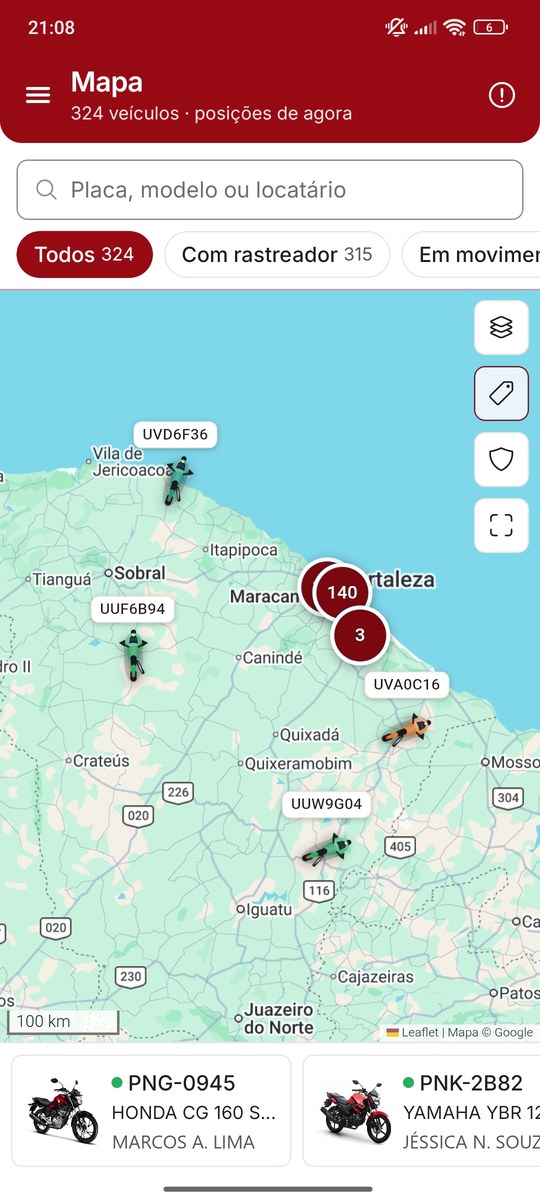 21:08
6
Mapa
324 veículos · posições de agora
Placa, modelo ou locatário
Todos 324
Com rastreador 315
Em movimen
UVD6F36
Vila de
Jericoacoa
Itapipoca
Tianguá
Sobral
Maracan
140
rtaleza
UUF6B94
3
dro II
Canindé
UVA0C16
Quixadá
Crateús
Quixeramobim
Mosso
226
304
UUW9G04
020
405
116
Iguatu
020
Ca
230
Cajazeiras
os
Patos
Juazeiro
do Norte
100 km
Leaflet | Mapa © Google
PNG-0945
HONDA CG 160 S...
MARCOS A. LIMA
PNK-2B82
YAMAHA YBR 12
JÉSSICA N. SOUZ